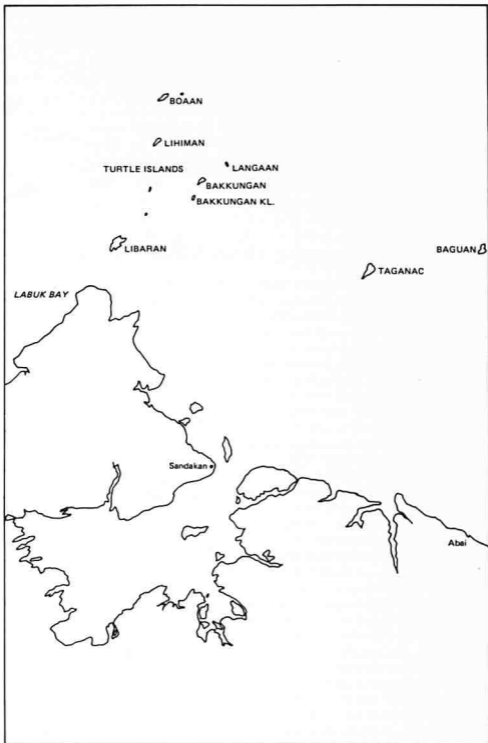 BOAAN
LIHIMAN
TURTLE ISLANDS
LANGAAN
BAKKUNGAN
BAKKUNGAN KL.
LIBARAN
BAGUAN
TAGANAC
LABUK BAY
Sandakan
Abai